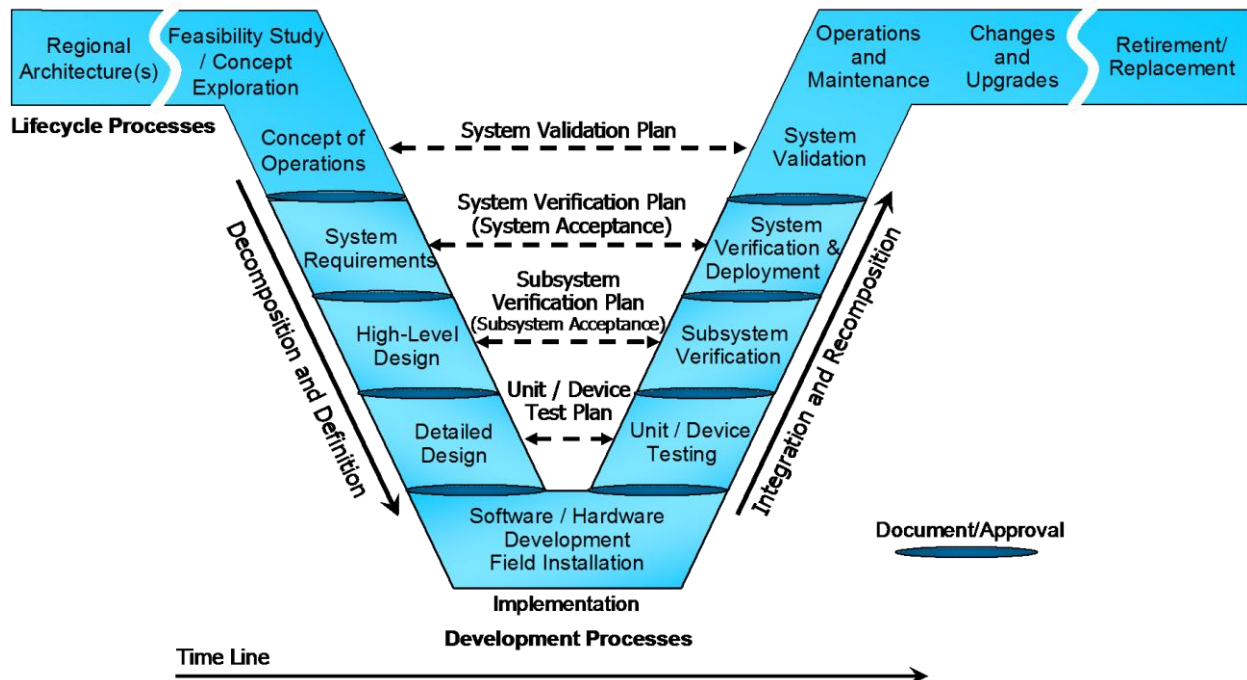 Regional
Architecture(s)
Feasibility Study
/ Concept
Exploration
Operations
and
Maintenance
Changes
and
Upgrades
Retirement/
Replacement
Lifecycle Processes
Concept of
Operations
System Validation Plan
System
Validation
Decomposition and Definition
System
Requirements
System Verification Plan
(System Acceptance)
System
Verification &
Deployment
Integration and Recomposition
High-Level
Design
Subsystem
Verification Plan
(Subsystem Acceptance)
Subsystem
Verification
Detailed
Design
Unit / Device
Test Plan
Unit / Device
Testing
Software / Hardware
Development
Field Installation
Document/Approval
Implementation
Development Processes
Time Line